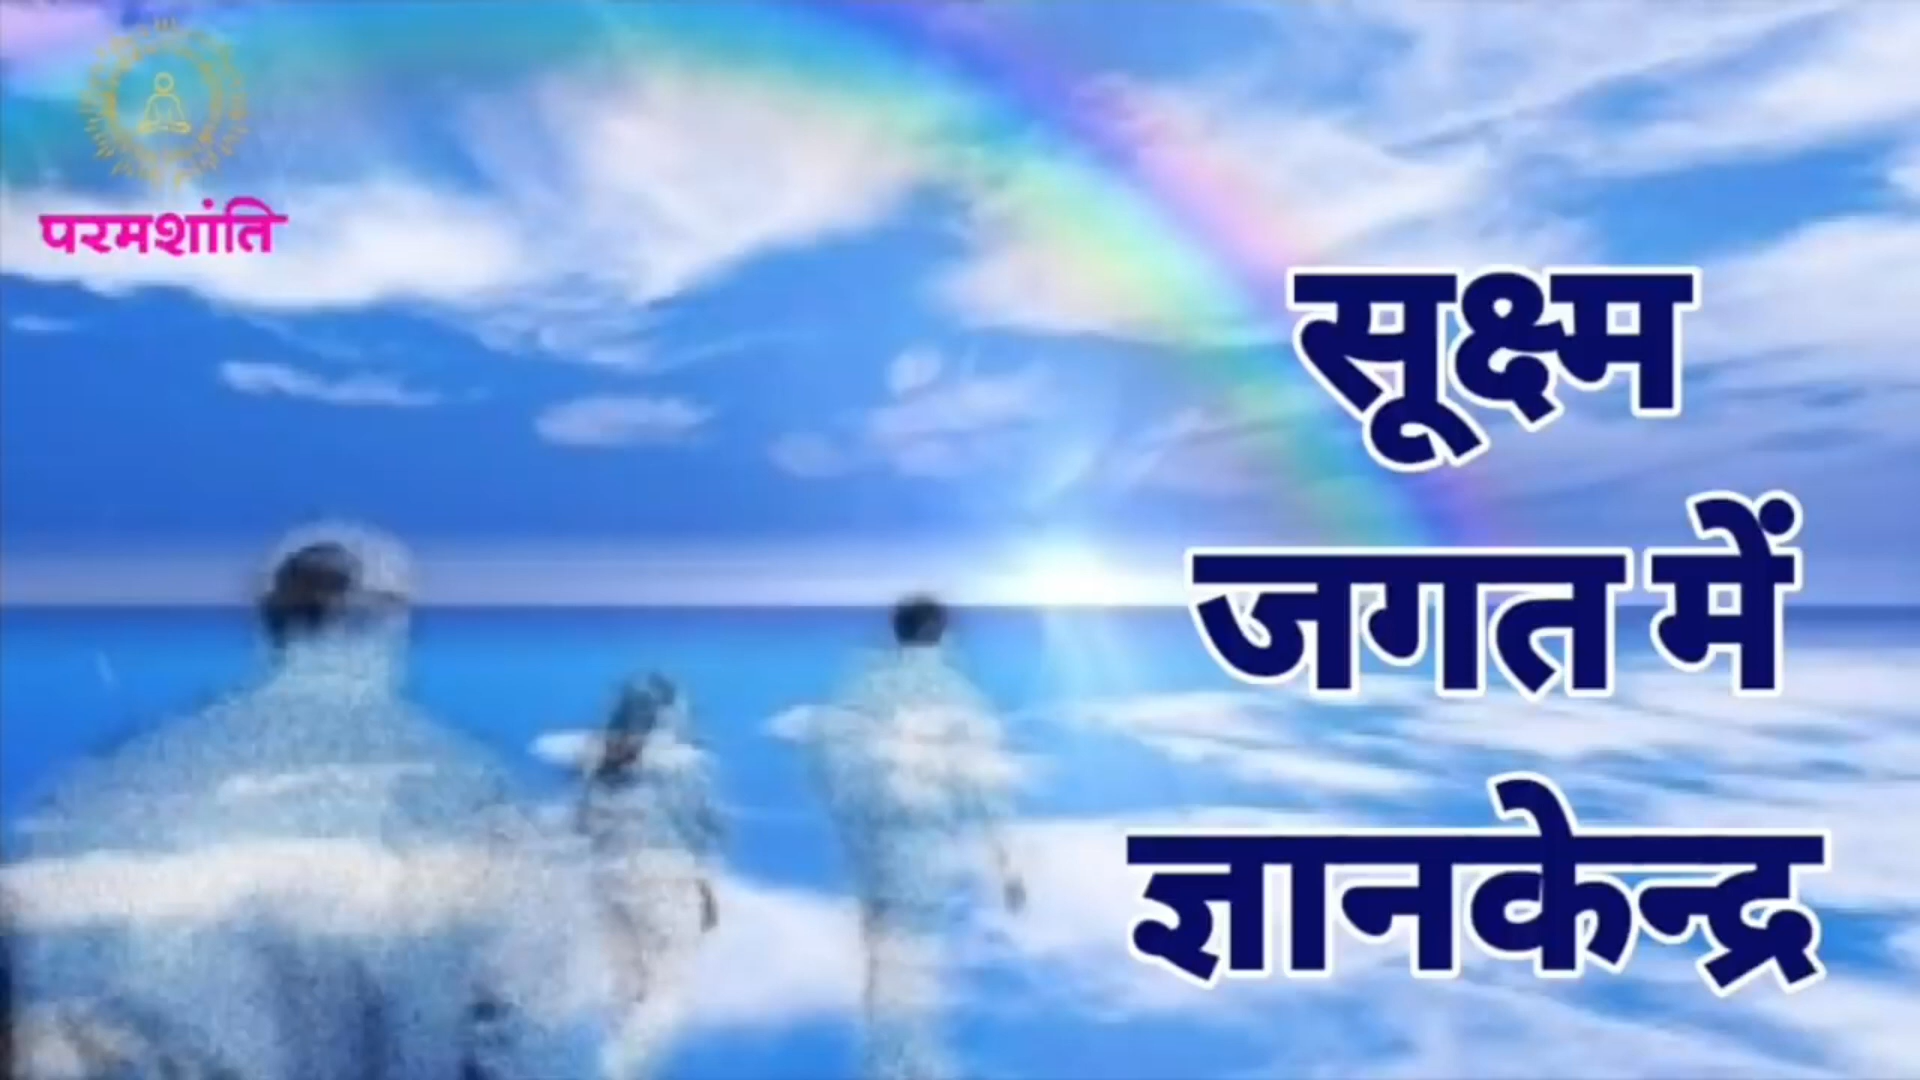 परमशांति
सूक्ष्म
जगत में
ज्ञानकेन्द्र